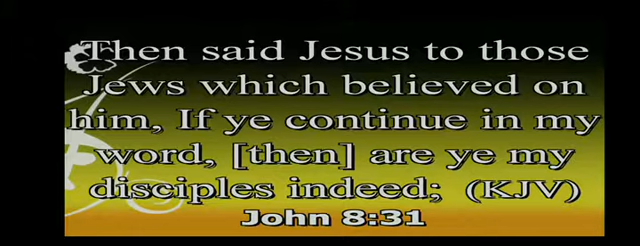 Then said Jesus to those
Jews which believed on
him, If ye continue in my
word, [then] are ye my
disciples indeed; (KJV)
John 8:31